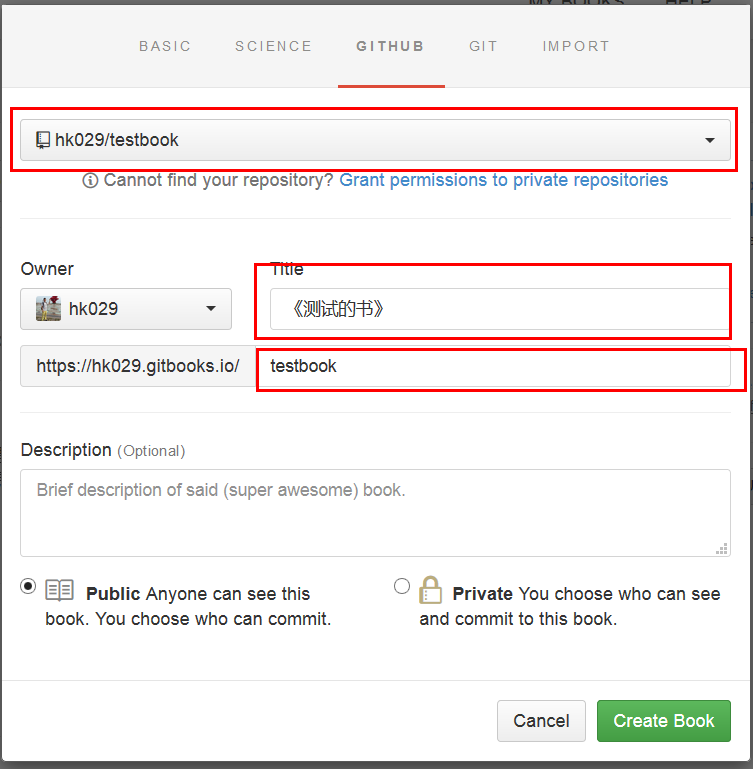 MY BOOKS HELP
BASIC SCIENCE GITHUB GIT IMPORT
hk029/testbook
Cannot find your repository? Grant permissions to private repositories
Owner Title
hk029 《测试的书》
https://hk029.gitbooks.io/ testbook
Description (Optional)
Brief description of said (super awesome) book.
Public Anyone can see this
book. You choose who can commit.
Private You choose who can see
and commit to this book.
Cancel Create Book